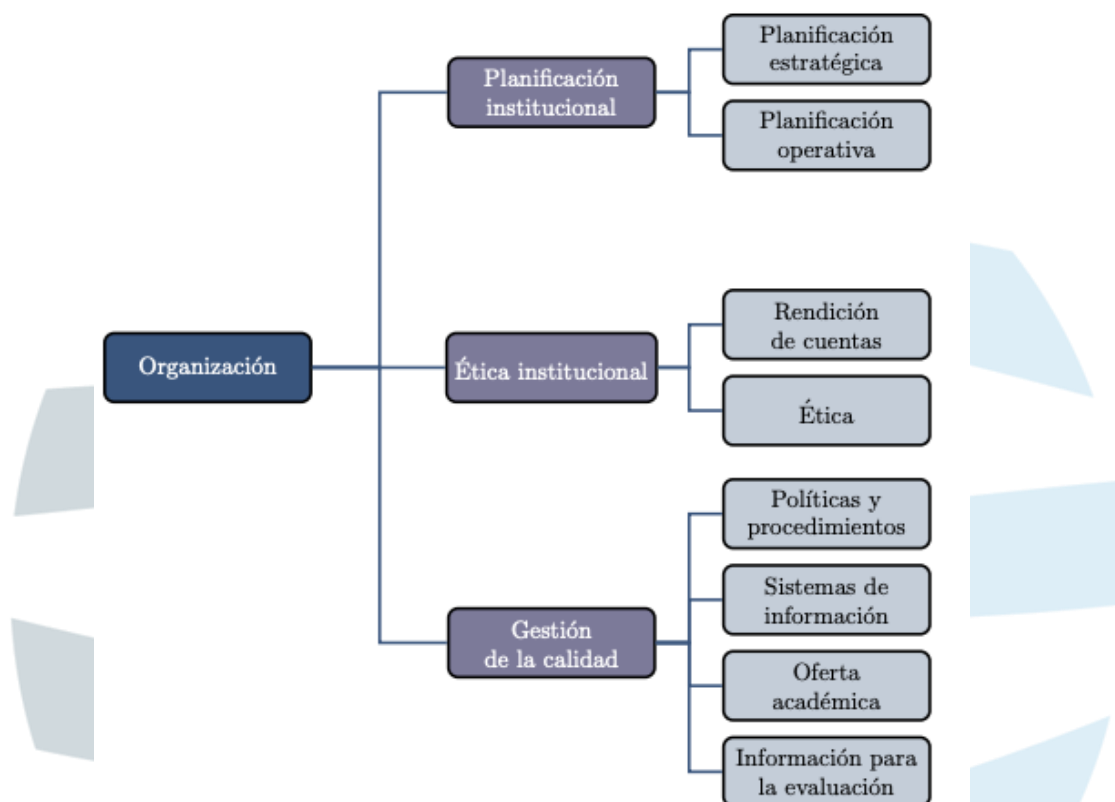 Planificación
estratégica
Planificación
institucional
Planificación
operativa
Rendición
de cuentas
Organización
Ética institucional
Ética
Políticas y
procedimientos
Sistemas de
información
Gestión
de la calidad
Oferta
académica
Información para
la evaluación